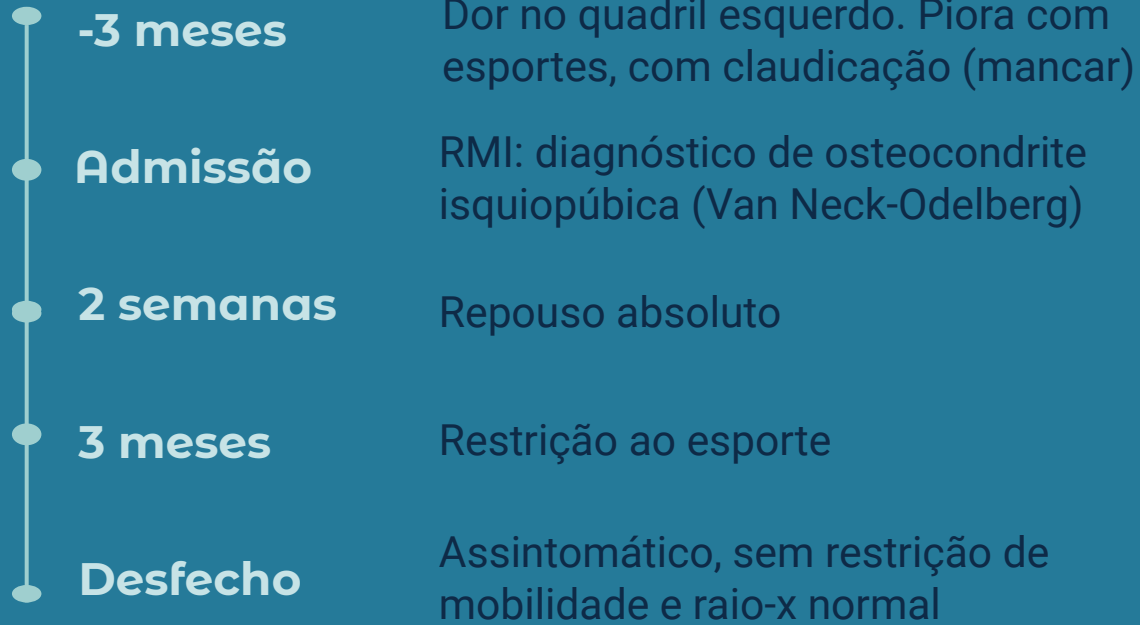 -3 meses
Dor no quadril esquerdo. Piora com
esportes, com claudicação (mancar)
Admissão
RMI: diagnóstico de osteocondrite
isquiopúbica (Van Neck-Odelberg)
2 semanas
Repouso absoluto
3 meses
Restrição ao esporte
Desfecho
Assintomático, sem restrição de
mobilidade e raio-x normal